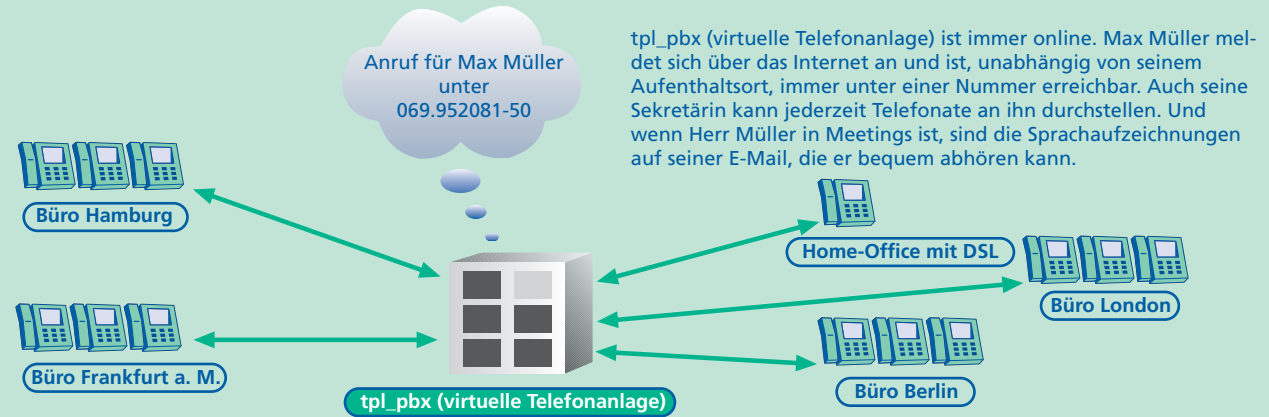 Anruf für Max Müller
unter
069.952081-50
tpl_pbx (virtuelle Telefonanlage) ist immer online. Max Müller mel-
det sich über das Internet an und ist, unabhängig von seinem
Aufenthaltsort, immer unter einer Nummer erreichbar. Auch seine
Sekretärin kann jederzeit Telefonate an ihn durchstellen. Und
wenn Herr Müller in Meetings ist, sind die Sprachaufzeichnungen
auf seiner E-Mail, die er bequem abhören kann.
Büro Hamburg
Home-Office mit DSL
Büro London
Büro Frankfurt a. M.
Büro Berlin
tpl_pbx (virtuelle Telefonanlage)